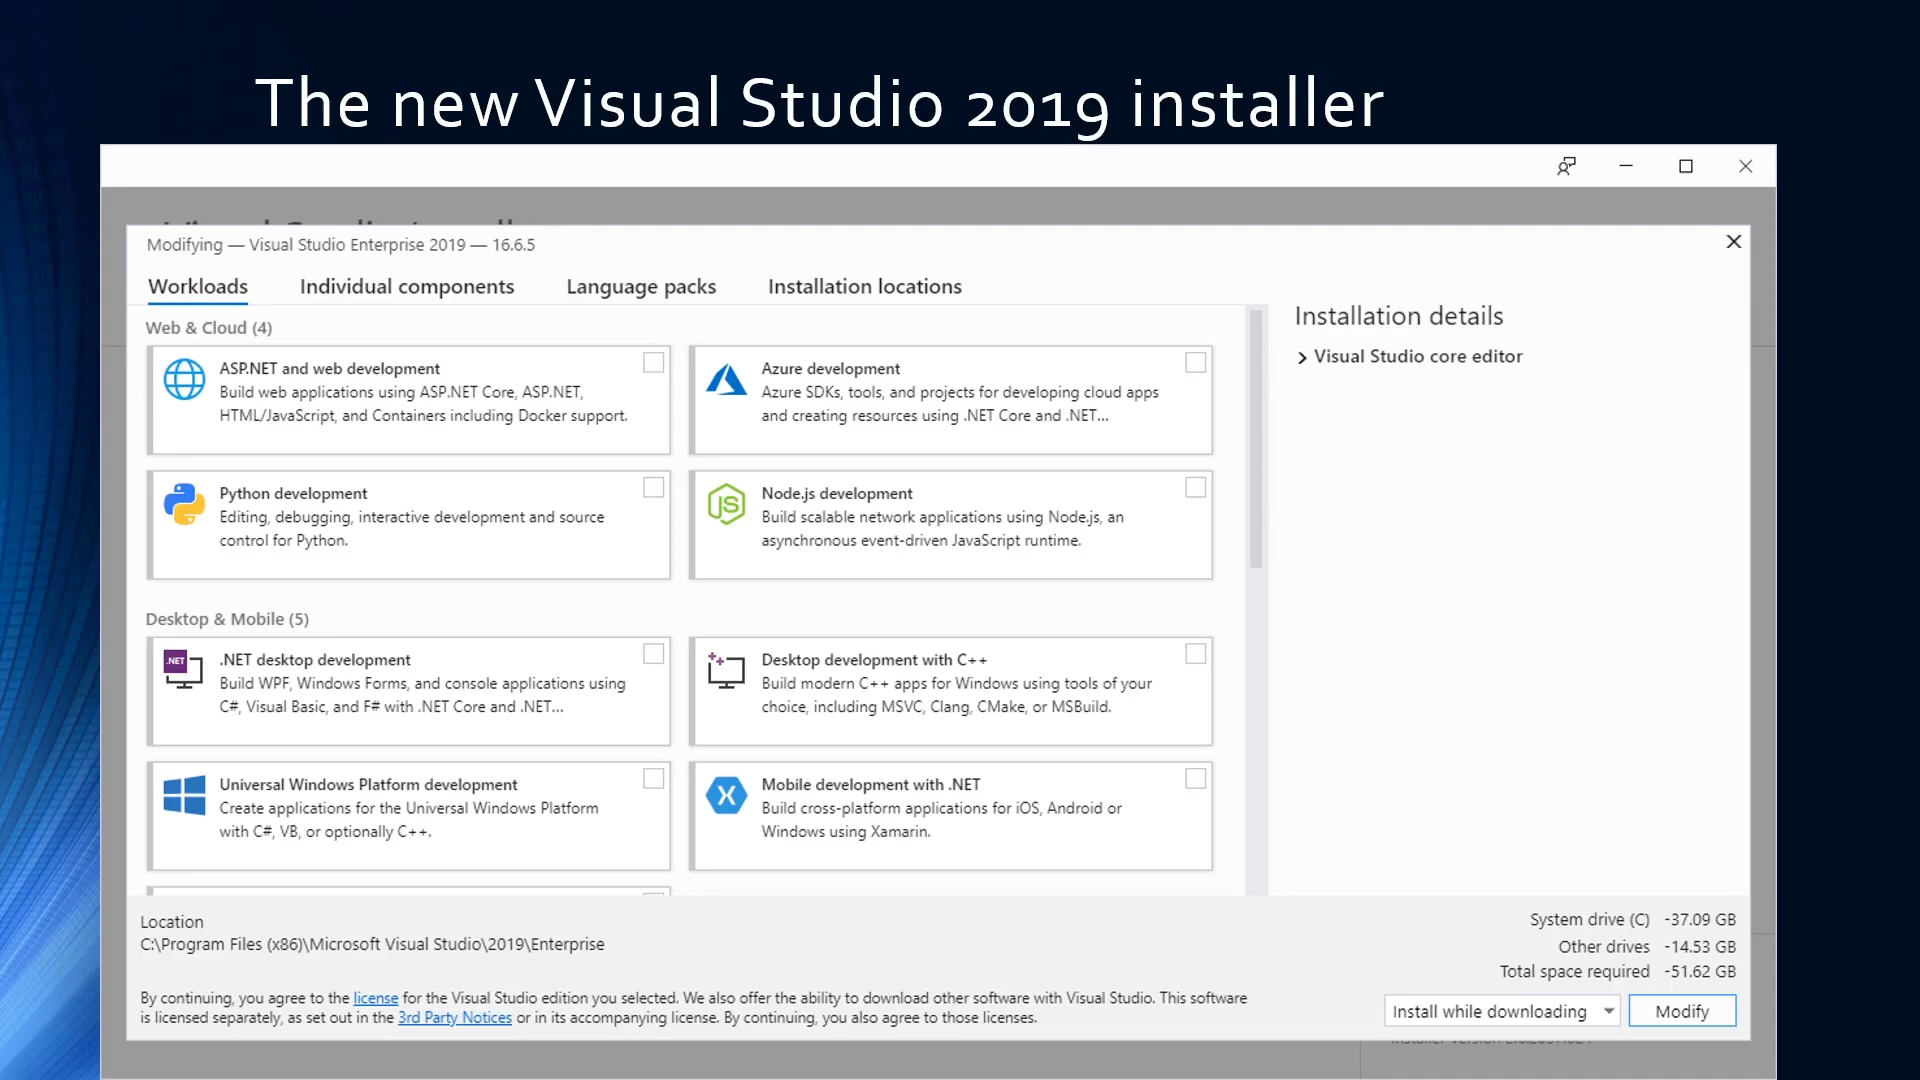 The new Visual Studio 2019 installer
Modifying — Visual Studio Enterprise 2019 — 16.6.5
Workloads
Individual components
Language packs
Installation locations
Web & Cloud (4)
ASP.NET and web development
Build web applications using ASP.NET Core, ASP.NET,
HTML/JavaScript, and Containers including Docker support.
Azure development
Azure SDKs, tools, and projects for developing cloud apps
and creating resources using .NET Core and .NET...
Python development
Editing, debugging, interactive development and source
control for Python.
Node.js development
Build scalable network applications using Node.js, an
asynchronous event-driven JavaScript runtime.
Desktop & Mobile (5)
.NET
.NET desktop development
Build WPF, Windows Forms, and console applications using
C#, Visual Basic, and F# with .NET Core and .NET...
Desktop development with C++
Build modern C++ apps for Windows using tools of your
choice, including MSVC, Clang, CMake, or MSBuild.
Universal Windows Platform development
Create applications for the Universal Windows Platform
with C#, VB, or optionally C++.
Mobile development with .NET
Build cross-platform applications for iOS, Android or
Windows using Xamarin.
Installation details
Visual Studio core editor
Location
C:\Program Files (x86)\Microsoft Visual Studio\2019\Enterprise
System drive (C) -37.09 GB
Other drives -14.53 GB
Total space required -51.62 GB
By continuing, you agree to the license for the Visual Studio edition you selected. We also offer the ability to download other software with Visual Studio. This software
is licensed separately, as set out in the 3rd Party Notices or in its accompanying license. By continuing, you also agree to those licenses.
Install while downloading
Modify